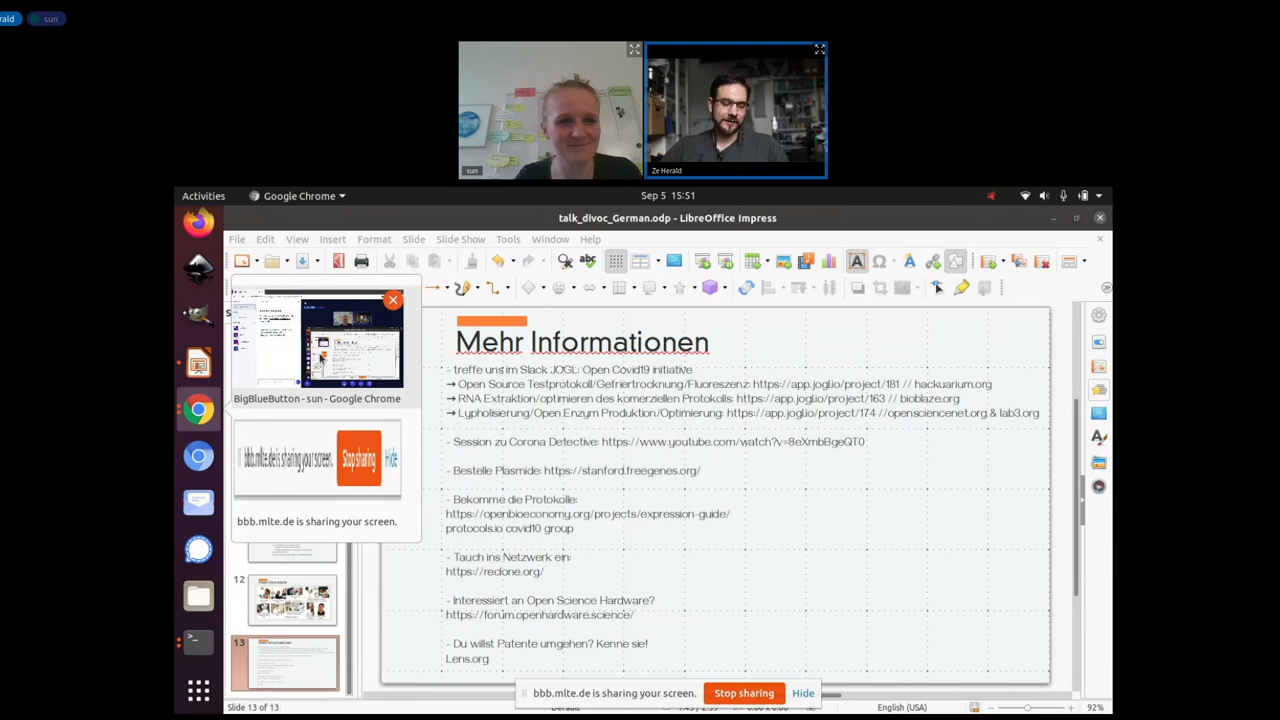 erald
sun
sun
Ze Herald
Activities
Google Chrome
Sep 5 15:51
talk_divoc_German.odp - LibreOffice Impress
File Edit View Insert Format Slide Slide Show Tools Window Help
BigBlueButton - sun - Google Chrome
bbb.mlte.de is sharing your screen. Stop sharing Hide
bbb.mlte.de is sharing your screen.
Mehr Informationen
- treffe uns im Slack JOGL: Open Covid19 initiative
→ Open Source Testprotokoll/Gefriertrocknung/Fluoreszenz: https://app.jogl.io/project/181 // hackuarium.org
→ RNA Extraktion/optimieren des komerziellen Protokolls: https://app.jogl.io/project/163 // bioblaze.org
→ Lypholisierung/Open Enzym Produktion/Optimierung: https://app.jogl.io/project/174 //opensciencenet.org & lab3.org
- Session zu Corona Detective: https://www.youtube.com/watch?v=8eXmbBgeQT0
- Bestelle Plasmide: https://stanford.freegenes.org/
- Bekomme die Protokolle:
https://openbioeconomy.org/projects/expression-guide/
protocols.io covid10 group
- Tauch ins Netzwerk ein:
https://reclone.org/
- Interessiert an Open Science Hardware?
https://forum.openhardware.science/
- Du willst Patente umgehen? Kenne sie!
Lens.org
12
13
bbb.mlte.de is sharing your screen. Stop sharing Hide
Slide 13 of 13
Default
English (USA)
92%